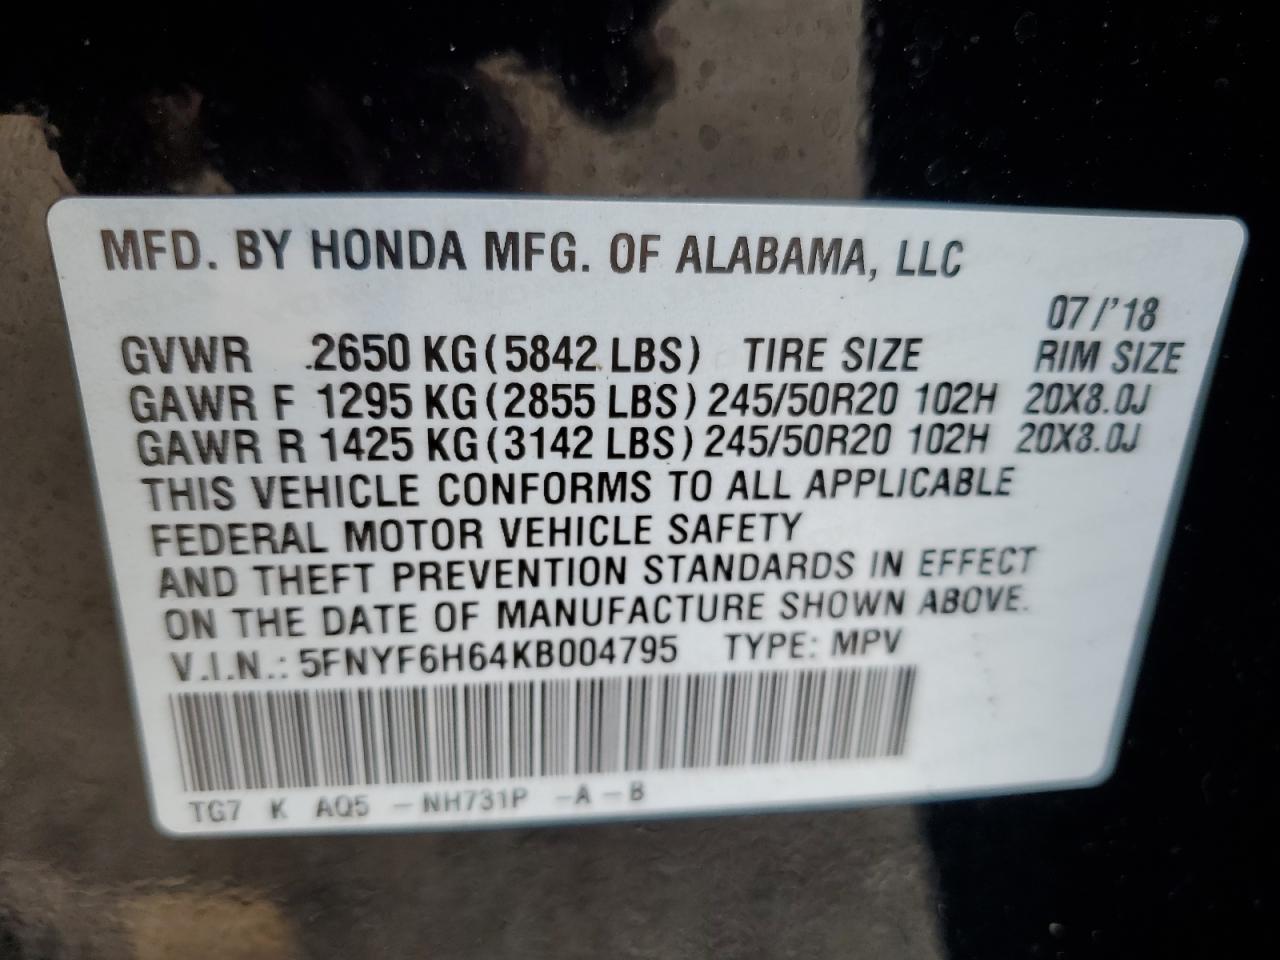 MFD. BY HONDA MFG. OF ALABAMA, LLC
07/'18
GVWR 2650 KG (5842 LBS) TIRE SIZE RIM SIZE
GAWR F 1295 KG (2855 LBS) 245/50R20 102H 20X8.0J
GAWR R 1425 KG (3142 LBS) 245/50R20 102H 20X8.0J
THIS VEHICLE CONFORMS TO ALL APPLICABLE
FEDERAL MOTOR VEHICLE SAFETY
AND THEFT PREVENTION STANDARDS IN EFFECT
ON THE DATE OF MANUFACTURE SHOWN ABOVE.
V.I.N.: 5FNYF6H64KB004795 TYPE: MPV
TG7 K AQ5 -NH731P -A-B